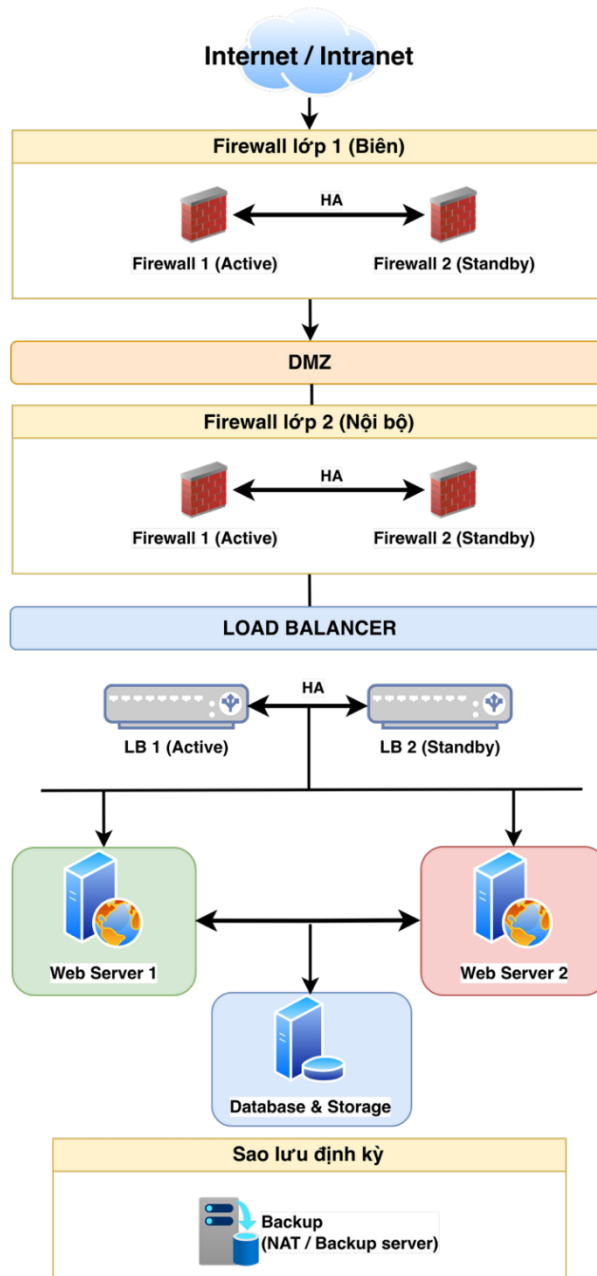 Internet / Intranet
Firewall lớp 1 (Biên)
HA
Firewall 1 (Active)
Firewall 2 (Standby)
DMZ
Firewall lớp 2 (Nội bộ)
HA
Firewall 1 (Active)
Firewall 2 (Standby)
LOAD BALANCER
HA
LB 1 (Active)
LB 2 (Standby)
Web Server 1
Web Server 2
Database & Storage
Sao lưu định kỳ
Backup
(NAT / Backup server)